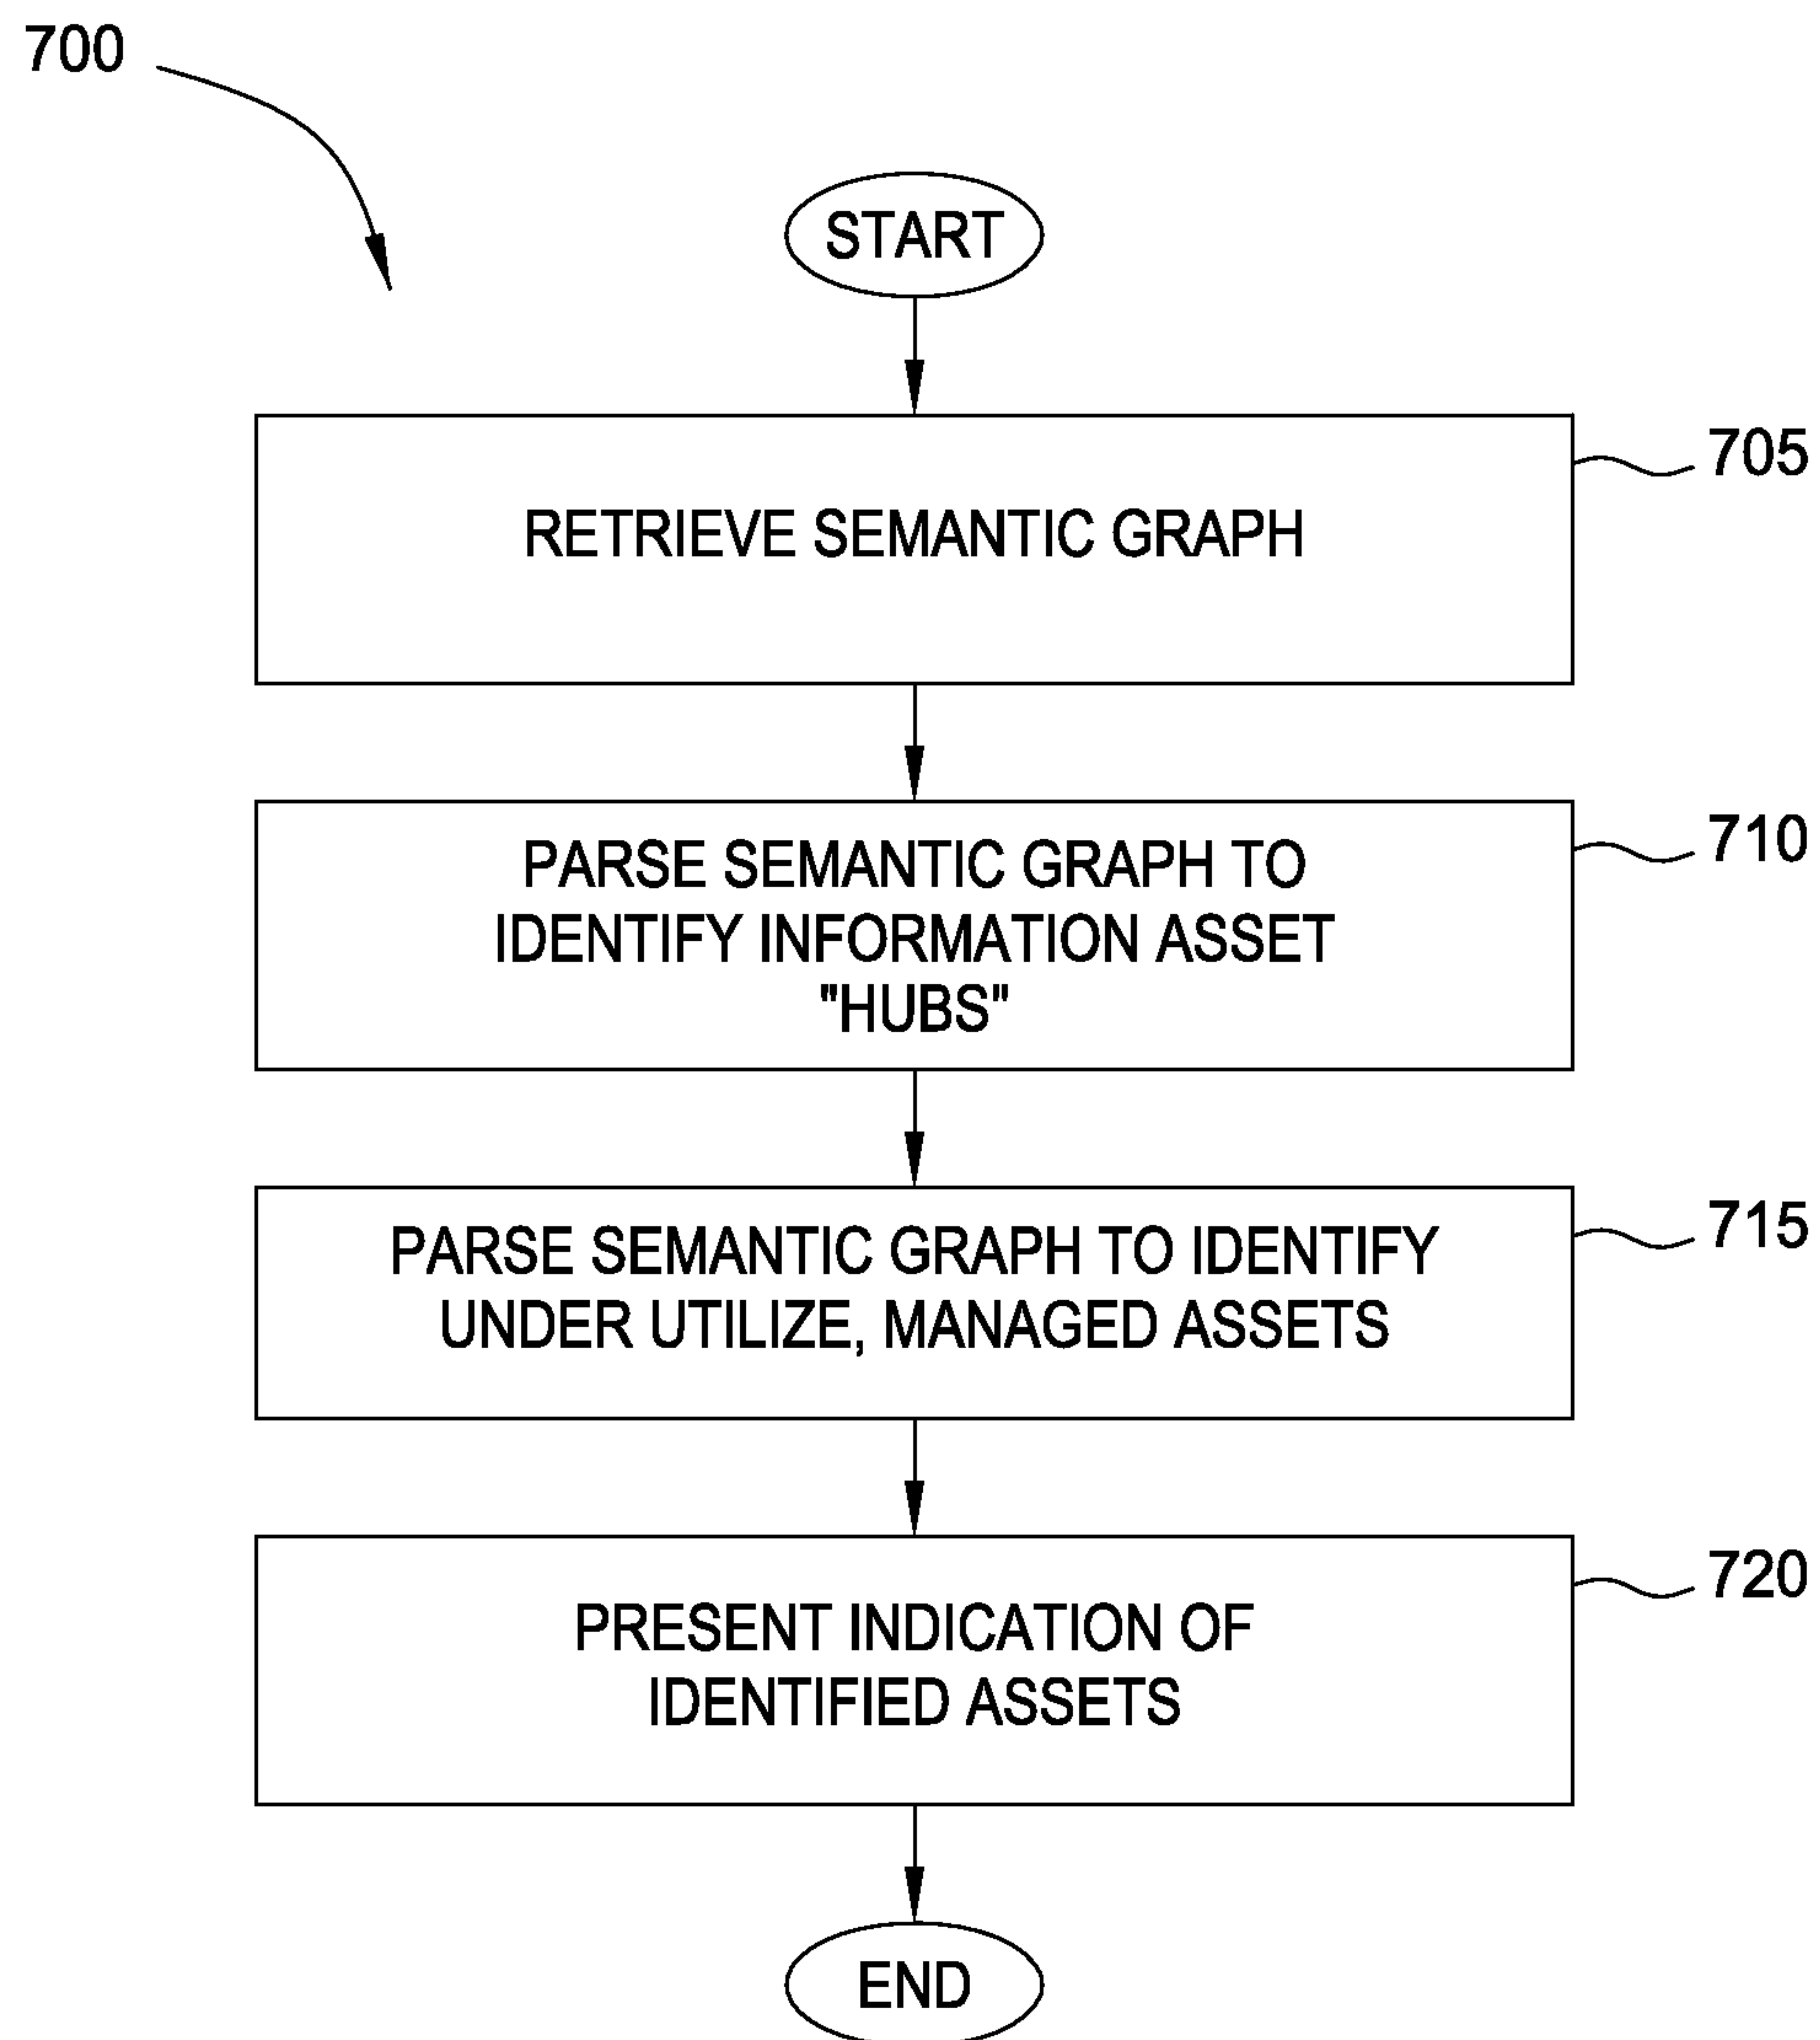 700
START
705
RETRIEVE SEMANTIC GRAPH
710
PARSE SEMANTIC GRAPH TO
IDENTIFY INFORMATION ASSET
"HUBS"
715
PARSE SEMANTIC GRAPH TO IDENTIFY
UNDER UTILIZE, MANAGED ASSETS
720
PRESENT INDICATION OF
IDENTIFIED ASSETS
END